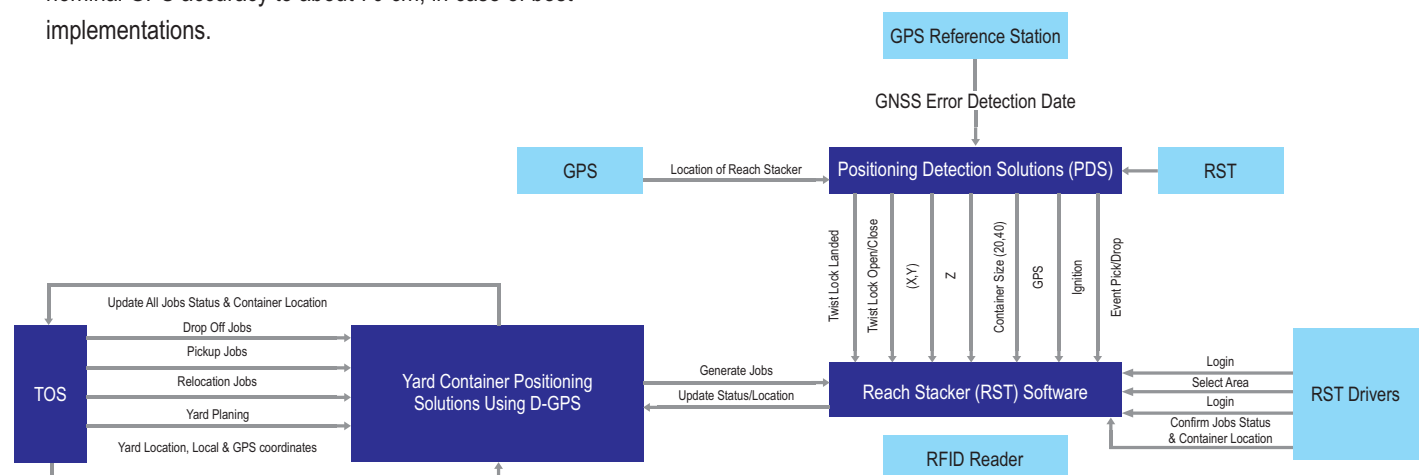 implementations.
GPS Reference Station
GNSS Error Detection Date
GPS
Location of Reach Stacker
Positioning Detection Solutions (PDS)
RST
Twist Lock Landed
Twist Lock Open/Close
(X,Y)
Z
Container Size (20,40)
GPS
Ignition
Event Pick/Drop
Update All Jobs Status & Container Location
Drop Off Jobs
Pickup Jobs
Relocation Jobs
Yard Planing
Yard Location, Local & GPS coordinates
TOS
Yard Container Positioning
Solutions Using D-GPS
Generate Jobs
Update Status/Location
Reach Stacker (RST) Software
Login
Select Area
Login
Confirm Jobs Status
& Container Location
RST Drivers
RFID Reader